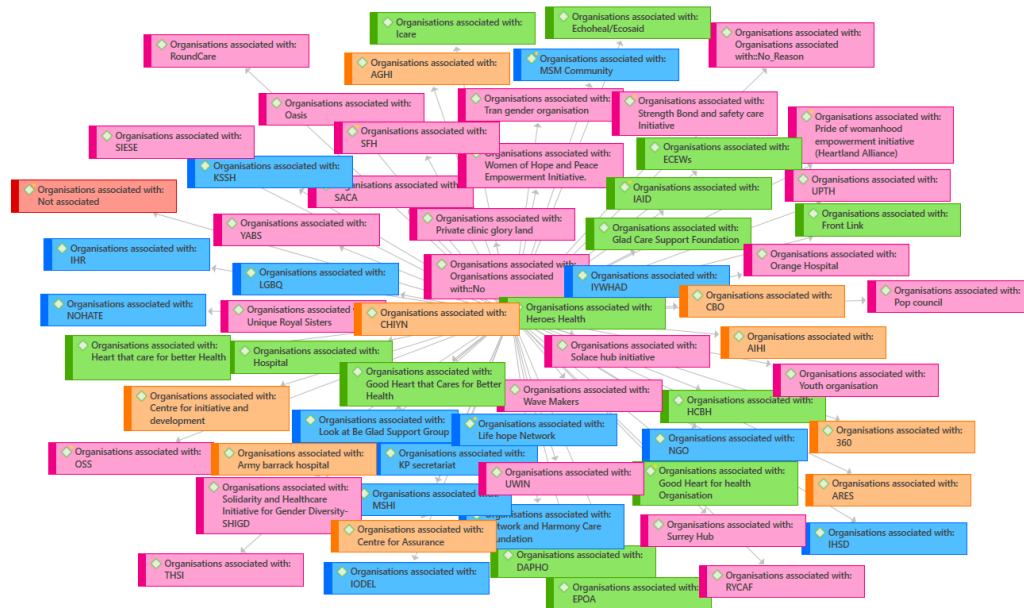 Organisations associated with:
Icare
Organisations associated with:
Echoheal/Ecosaid
Organisations associated with:
Organisations associated
with::No_Reason
Organisations associated with:
RoundCare
Organisations associated with:
AGHI
Organisations associated with:
MSM Community
Organisations associated with:
Oasis
Organisations associated with:
Tran gender organisation
Organisations associated with:
Strength Bond and safety care
Initiative
Organisations associated with:
Pride of womanhood
empowerment initiative
(Heartland Alliance)
Organisations associated with:
SIESE
Organisations associated with:
SFH
Organisations associated with:
Women of Hope and Peace
Empowerment Initiative.
Organisations associated with:
ECEWs
Organisations associated with:
KSSH
Organisations associated with:
UPTH
Organisations associated with:
Not associated
Organisations associated with:
SACA
Organisations associated with:
IAID
Organisations associated with:
Front Link
Organisations associated with:
YABS
Organisations associated with:
Private clinic glory land
Organisations associated with:
Glad Care Support Foundation
Organisations associated with:
IHR
Organisations associated with:
Orange Hospital
Organisations associated with:
LGBQ
Organisations associated with:
Organisations associated
with::No
Organisations associated with:
IYWHAD
Organisations associated with:
CBO
Organisations associated with:
Pop council
Organisations associated with:
NOHATE
Organisations associated with:
Unique Royal Sisters
Organisations associated with:
CHIYN
Organisations associated with:
Heroes Health
Organisations associated with:
AIHI
Organisations associated with:
Heart that care for better Health
Organisations associated with:
Hospital
Organisations associated with:
Solace hub initiative
Organisations associated with:
Good Heart that Cares for Better
Health
Organisations associated with:
Youth organisation
Organisations associated with:
Centre for initiative and
development
Organisations associated with:
Wave Makers
Organisations associated with:
HCBH
Organisations associated with:
Look at Be Glad Support Group
Organisations associated with:
Life hope Network
Organisations associated with:
360
Organisations associated with:
NGO
Organisations associated with:
OSS
Organisations associated with:
Army barrack hospital
Organisations associated with:
KP secretariat
Organisations associated with:
UWIN
Organisations associated with:
Good Heart for health
Organisation
Organisations associated with:
ARES
Organisations associated with:
Solidarity and Healthcare
Initiative for Gender Diversity-
SHIGD
Organisations associated with:
MSHI
Organisations associated with:
Network and Harmony Care
Foundation
Organisations associated with:
Surrey Hub
Organisations associated with:
IHSD
Organisations associated with:
Centre for Assurance
Organisations associated with:
DAPHO
Organisations associated with:
THSI
Organisations associated with:
IODEL
Organisations associated with:
EPOA
Organisations associated with:
RYCAF